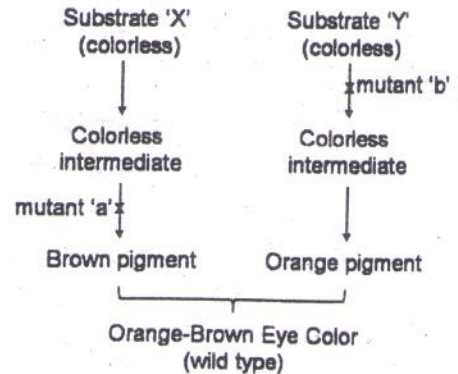 Substrate 'X'
(colorless)
Substrate 'Y'
(colorless)
mutant 'b'
Colorless
intermediate
Colorless
intermediate
mutant 'a'
Brown pigment
Orange pigment
Orange-Brown Eye Color
(wild type)